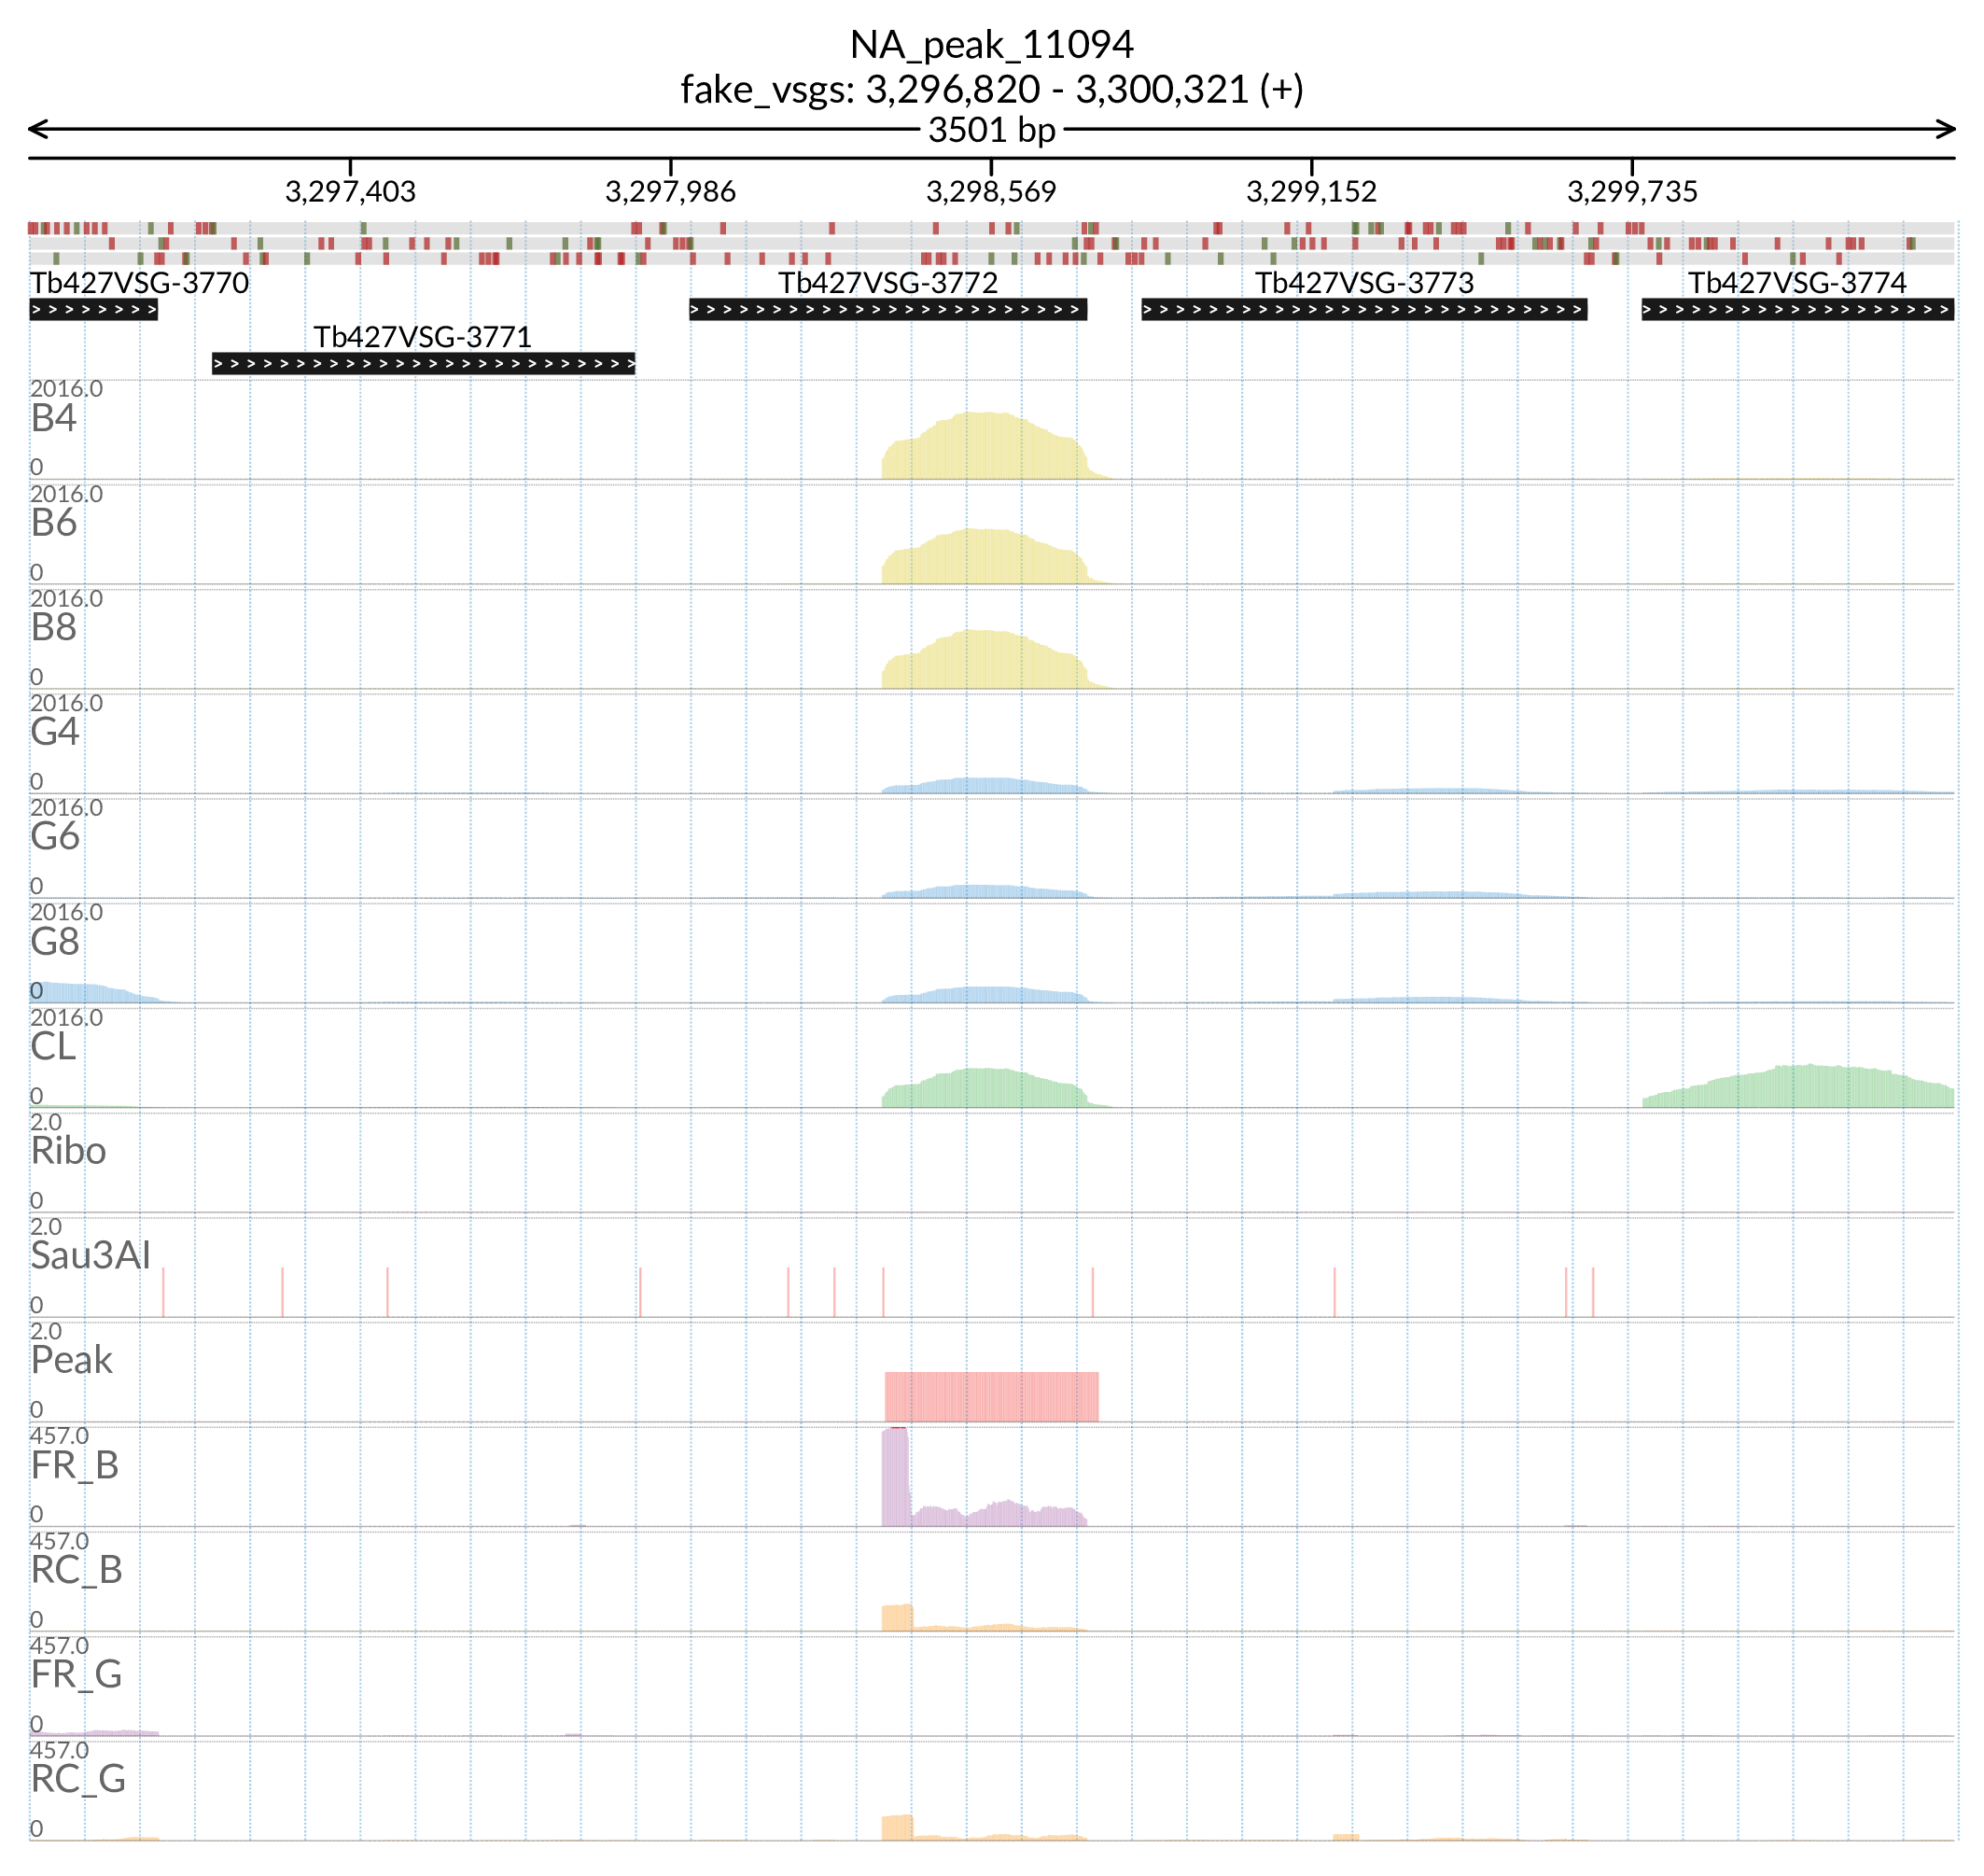 NA_peak_11094
fake_vsgs: 3,296,820 - 3,300,321 (+)
3501 bp
3,297,403 3,297,986 3,298,569 3,299,152 3,299,735
Tb427VSG-3770 Tb427VSG-3772 Tb427VSG-3773 Tb427VSG-3774
Tb427VSG-3771
2016.0
B4
0
2016.0
B6
0
2016.0
B8
0
2016.0
G4
0
2016.0
G6
0
2016.0
G8
0
2016.0
CL
0
2.0
Ribo
0
2.0
Sau3AI
0
2.0
Peak
0
457.0
FR_B
0
457.0
RC_B
0
457.0
FR_G
0
457.0
RC_G
0